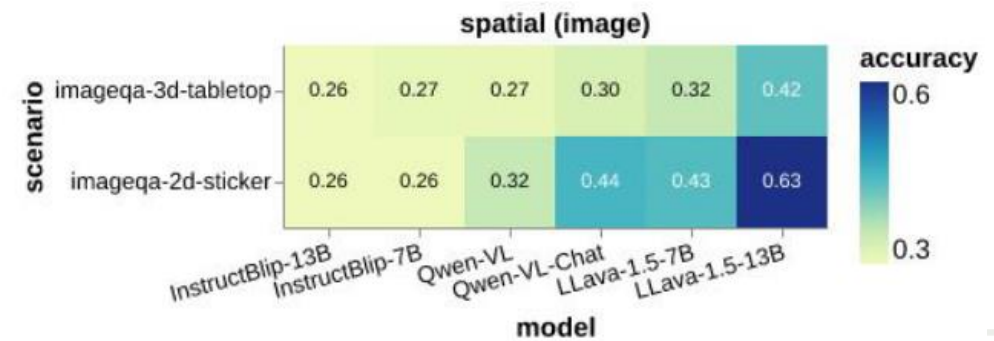 spatial (image)
scenario
imageqa-3d-tabletop 0.26 0.27 0.27 0.30 0.32 0.42
imageqa-2d-sticker 0.26 0.26 0.32 0.44 0.43 0.63
InstructBlip-13B InstructBlip-7B Qwen-VL Qwen-VL-Chat LLava-1.5-7B LLava-1.5-13B
model
accuracy
0.6
0.3